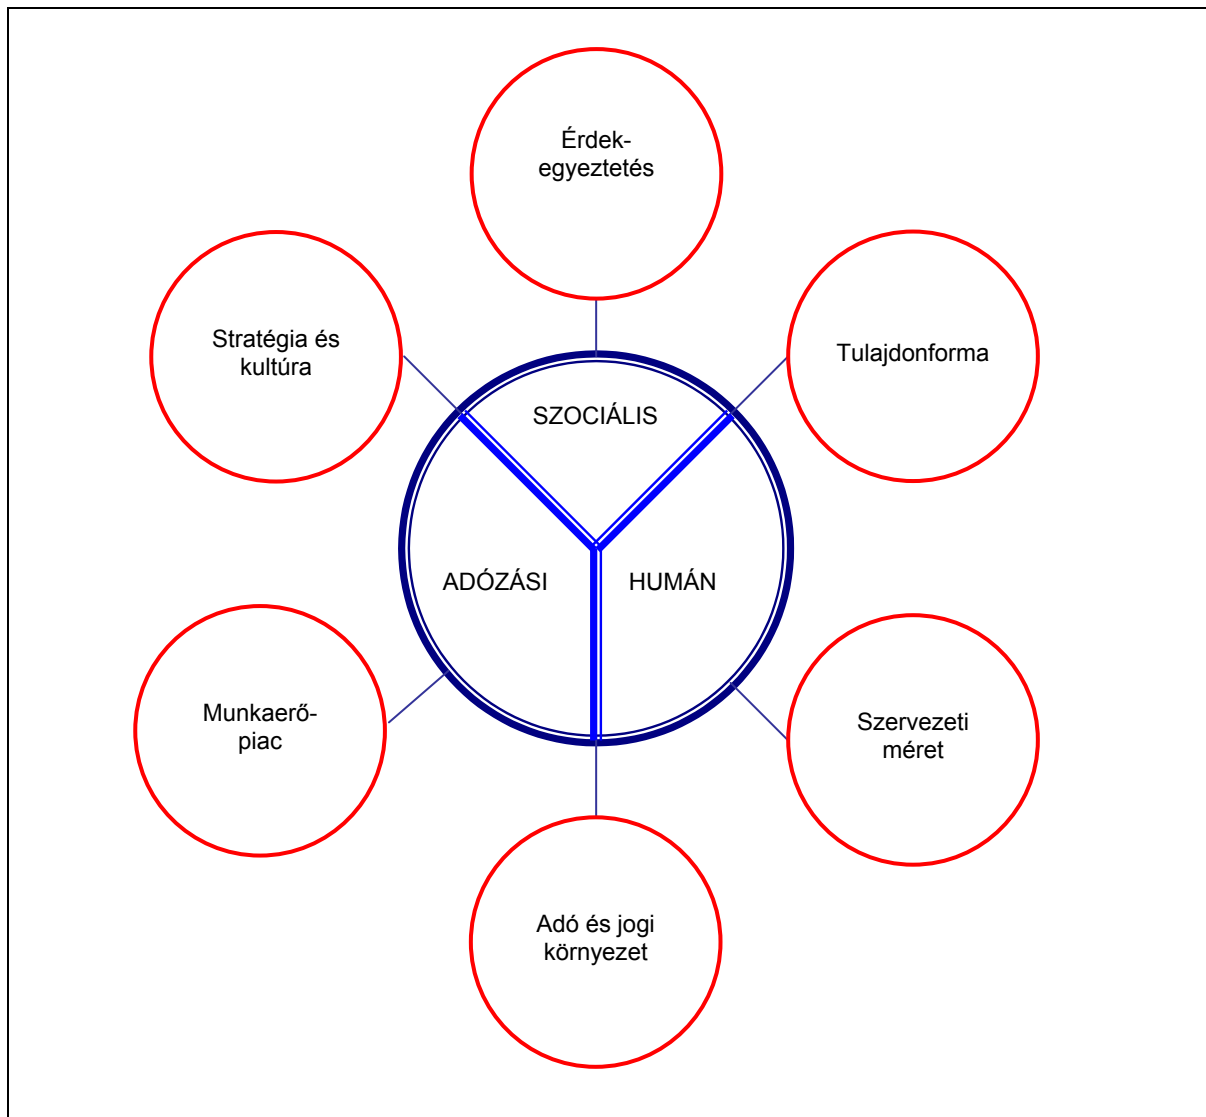 Érdek-
egyeztetés
Stratégia és
kultúra
Tulajdonforma
SZOCIÁLIS
ADÓZÁSI
HUMÁN
Munkaerő-
piac
Szervezeti
méret
Adó és jogi
környezet